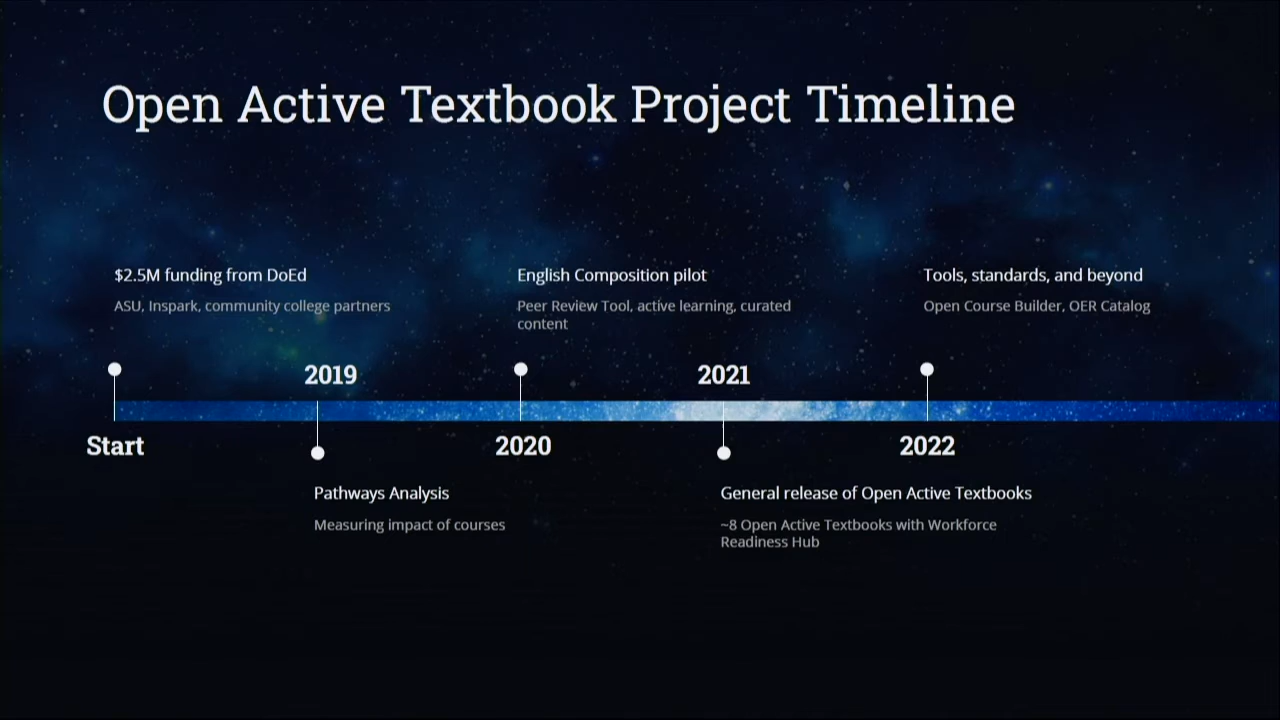 Open Active Textbook Project Timeline
$2.5M funding from DoEd
ASU, Inspark, community college partners
Start
2019
Pathways Analysis
Measuring impact of courses
English Composition pilot
Peer Review Tool, active learning, curated
content
2020
2021
General release of Open Active Textbooks
~8 Open Active Textbooks with Workforce
Readiness Hub
Tools, standards, and beyond
Open Course Builder, OER Catalog
2022